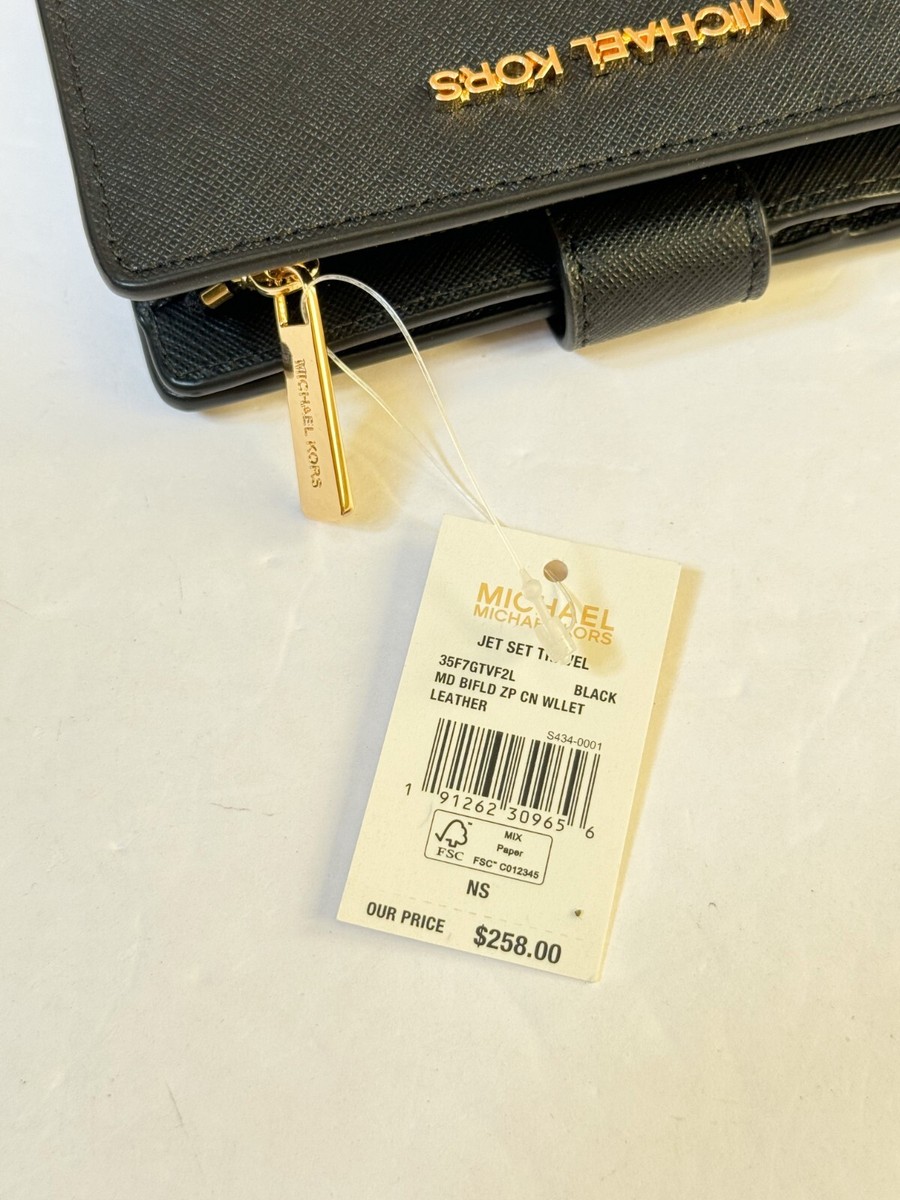 MICHAEL KORS
MICHAEL KORS
MICHAEL
MICHAEL KORS
JET SET TRAVEL
35F7GTVF2L BLACK
MD BIFLD ZP CN WLLET
LEATHER
S434-0001
1 91262 30965 6
FSC
MIX
Paper
FSC™ C012345
NS
OUR PRICE $258.00